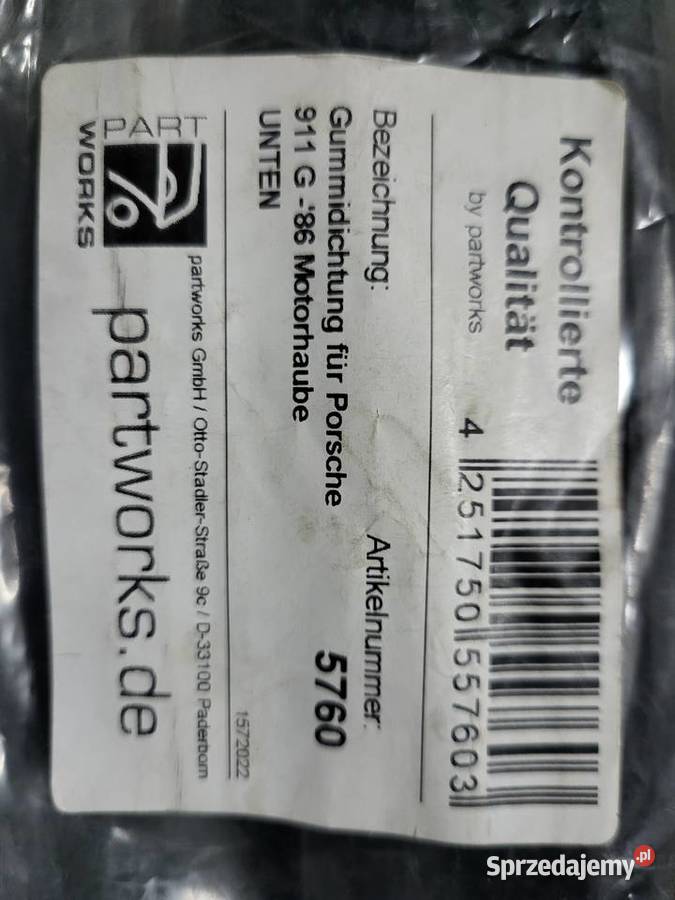 Kontrollierte
Qualität
by partworks
4 251750 557603
Bezeichnung:
Artikelnummer:
Gummidichtung für Porsche
911 G -'86 Motorhaube
UNTEN
5760
1572022
partworks GmbH / Otto-Stadler-Straße 9c / D-33100 Paderborn
PART
WORKS
partworks.de
Sprzedajemy.pl